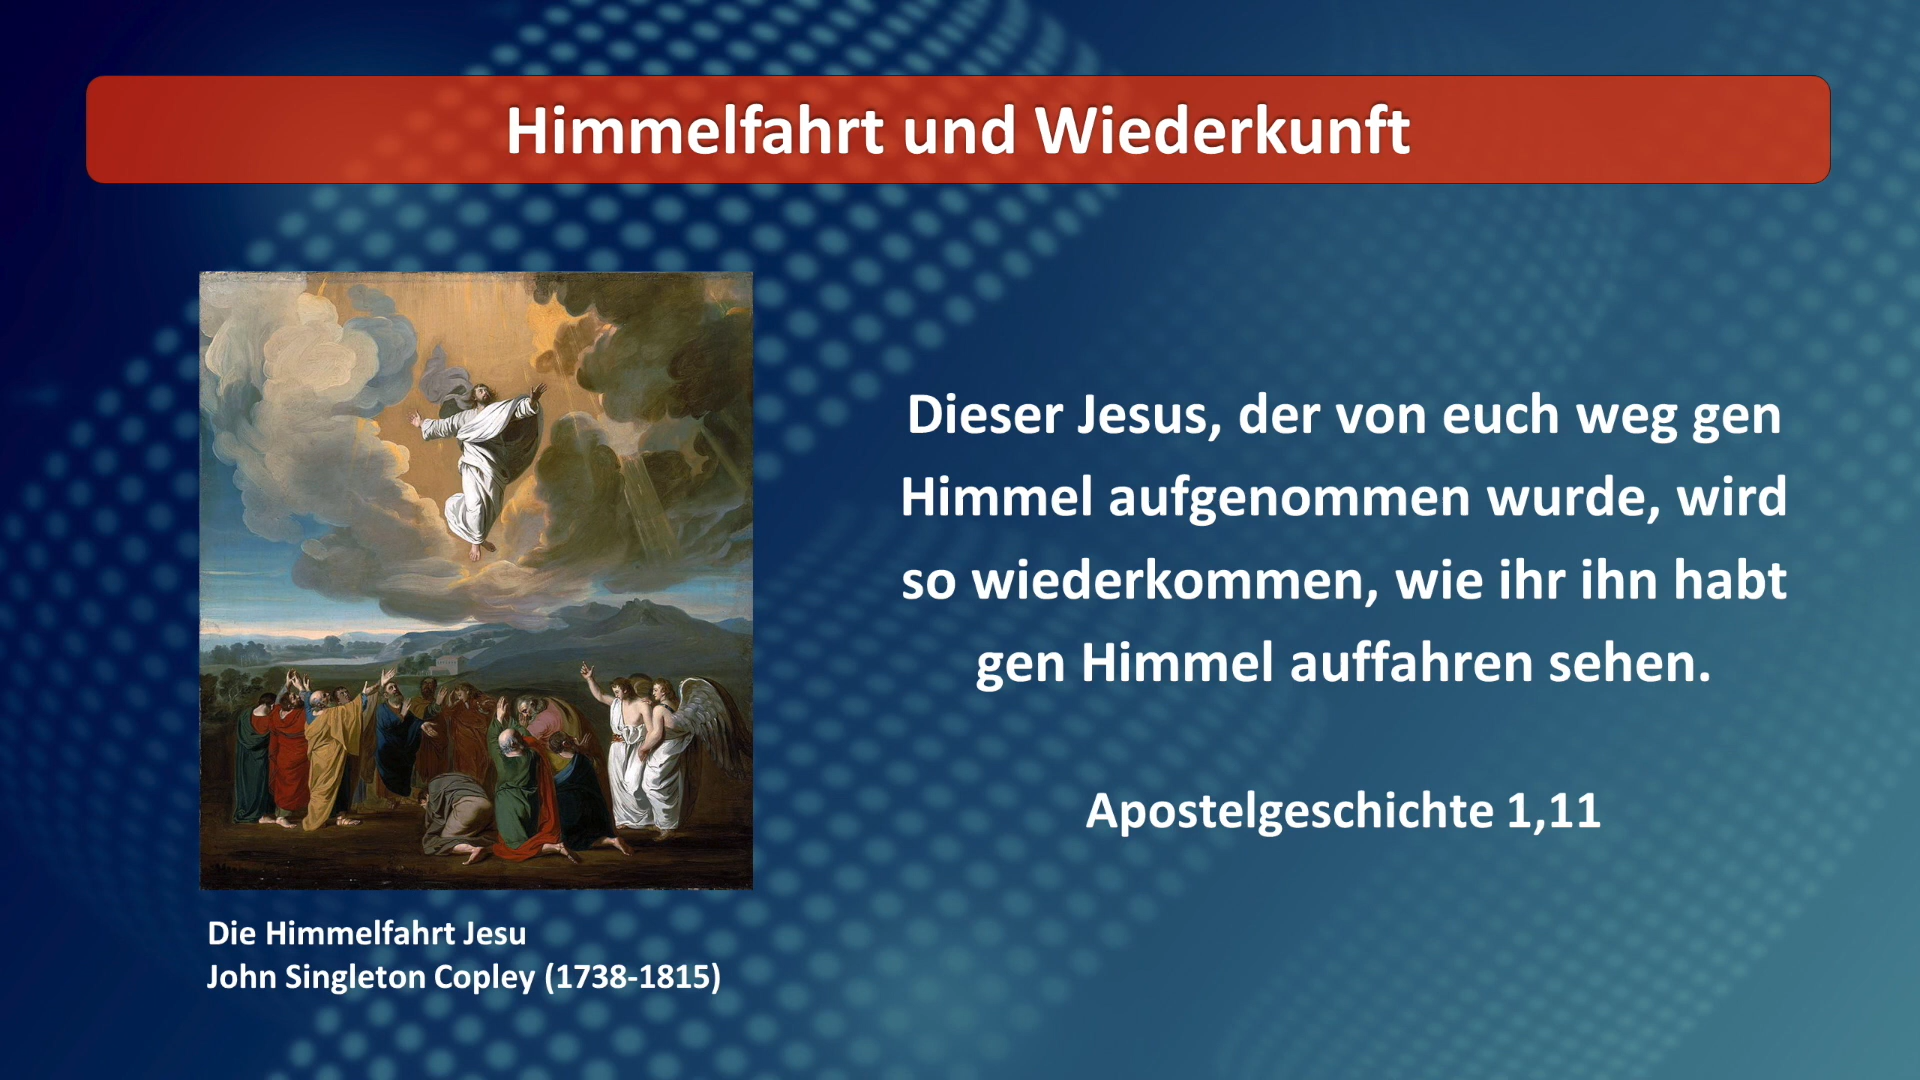 Himmelfahrt und Wiederkunft
Dieser Jesus, der von euch weg gen
Himmel aufgenommen wurde, wird
so wiederkommen, wie ihr ihn habt
gen Himmel auffahren sehen.
Apostelgeschichte 1,11
Die Himmelfahrt Jesu
John Singleton Copley (1738-1815)